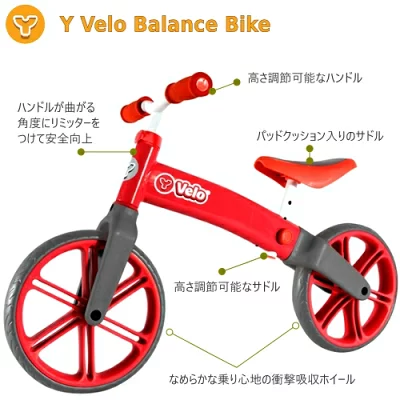 Y Velo Balance Bike
高さ調節可能なハンドル
ハンドルが曲がる
角度にリミッターを
つけて安全向上
パッドクッション入りのサドル
Y Velo
高さ調節可能なサドル
なめらかな乗り心地の衝撃吸収ホイール